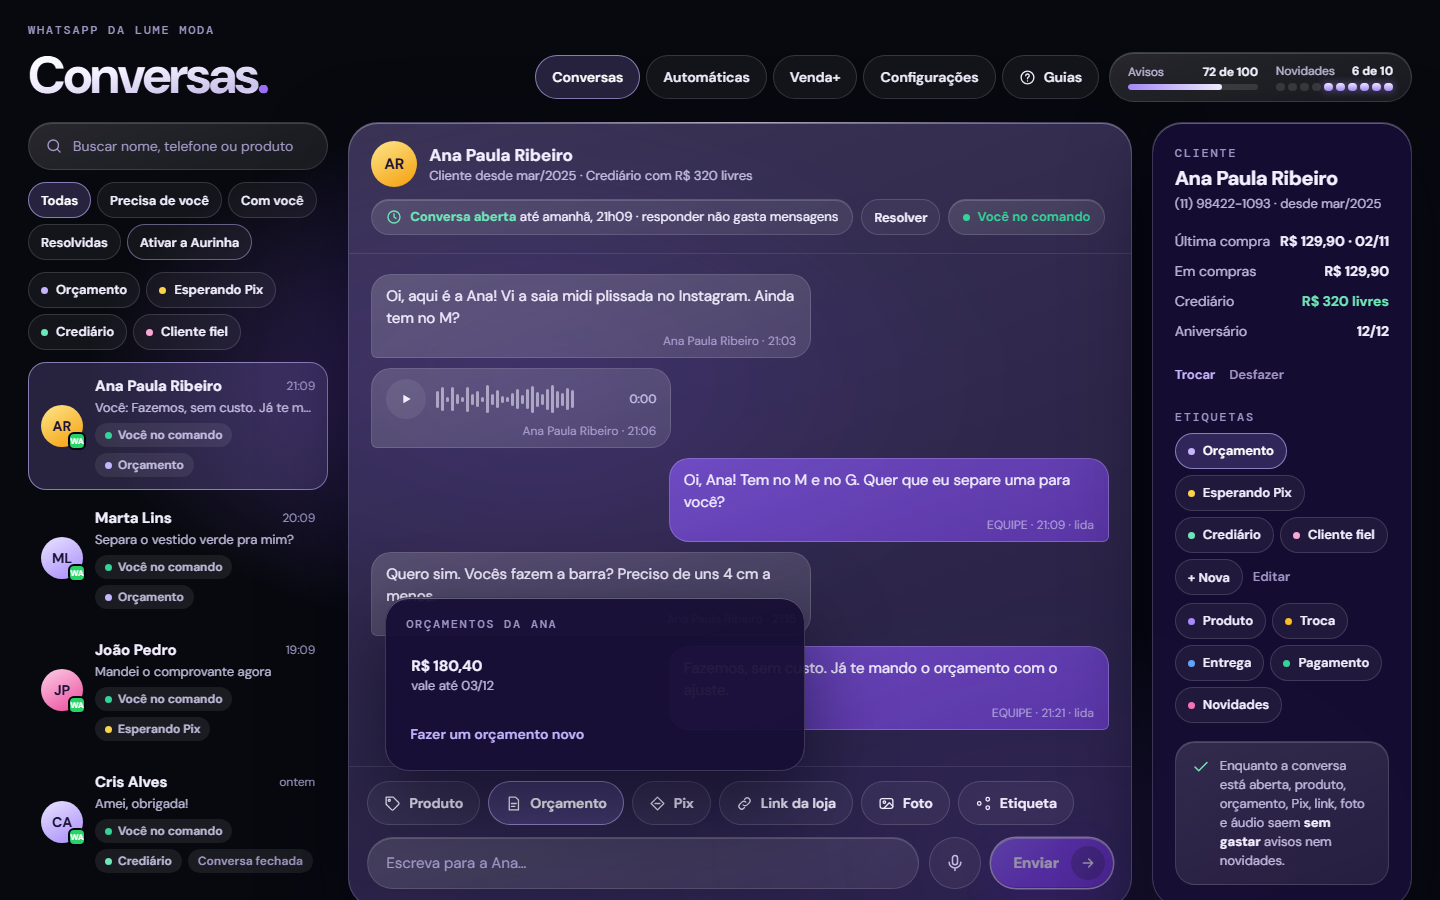 WHATSAPP DA LUME MODA
Conversas.
Conversas
Automáticas
Venda+
Configurações
Guias
Avisos 72 de 100
Novidades 6 de 10
Buscar nome, telefone ou produto
Todas
Precisa de você
Com você
Resolvidas
Ativar a Aurinha
Orçamento
Esperando Pix
Crediário
Cliente fiel
AR
WA
Ana Paula Ribeiro 21:09
Você: Fazemos, sem custo. Já te m...
Você no comando
Orçamento
ML
WA
Marta Lins 20:09
Separa o vestido verde pra mim?
Você no comando
Orçamento
JP
WA
João Pedro 19:09
Mandei o comprovante agora
Você no comando
Esperando Pix
CA
WA
Cris Alves ontem
Amei, obrigada!
Você no comando
Crediário
Conversa fechada
AR
Ana Paula Ribeiro
Cliente desde mar/2025 · Crediário com R$ 320 livres
Conversa aberta até amanhã, 21h09 · responder não gasta mensagens
Resolver
Você no comando
Oi, aqui é a Ana! Vi a saia midi plissada no Instagram. Ainda
tem no M?
Ana Paula Ribeiro · 21:03
0:00
Ana Paula Ribeiro · 21:06
Oi, Ana! Tem no M e no G. Quer que eu separe uma para
você?
EQUIPE · 21:09 · lida
Quero sim. Vocês fazem a barra? Preciso de uns 4 cm a
menos.
Fazemos, sem custo. Já te mando o orçamento com o
ajuste.
EQUIPE · 21:21 · lida
ORÇAMENTOS DA ANA
R$ 180,40
vale até 03/12
Fazer um orçamento novo
Produto
Orçamento
Pix
Link da loja
Foto
Etiqueta
Escreva para a Ana...
Enviar
CLIENTE
Ana Paula Ribeiro
(11) 98422-1093 · desde mar/2025
Última compra R$ 129,90 · 02/11
Em compras R$ 129,90
Crediário R$ 320 livres
Aniversário 12/12
Trocar Desfazer
ETIQUETAS
Orçamento
Esperando Pix
Crediário
Cliente fiel
+ Nova
Editar
Produto
Troca
Entrega
Pagamento
Novidades
Enquanto a conversa
está aberta, produto,
orçamento, Pix, link, foto
e áudio saem sem
gastar avisos nem
novidades.